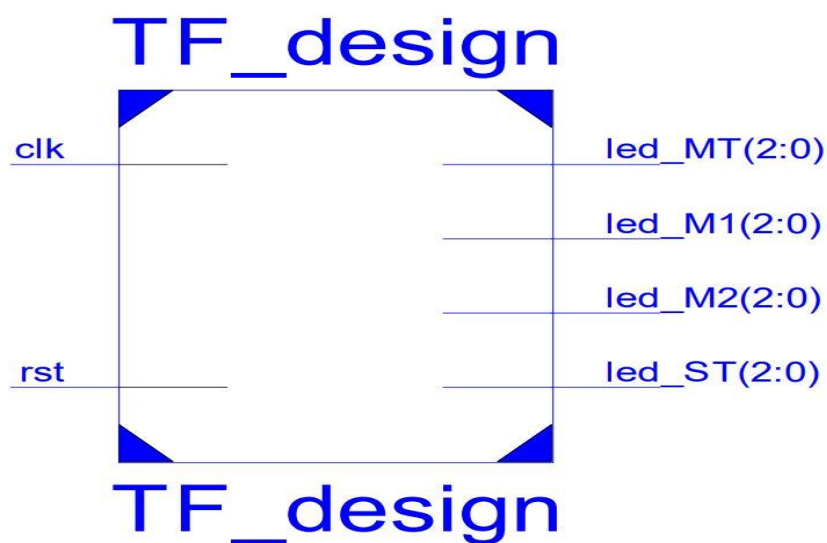 TF_design
clk
led_MT(2:0)
led_M1(2:0)
led_M2(2:0)
rst
led_ST(2:0)
TF_design